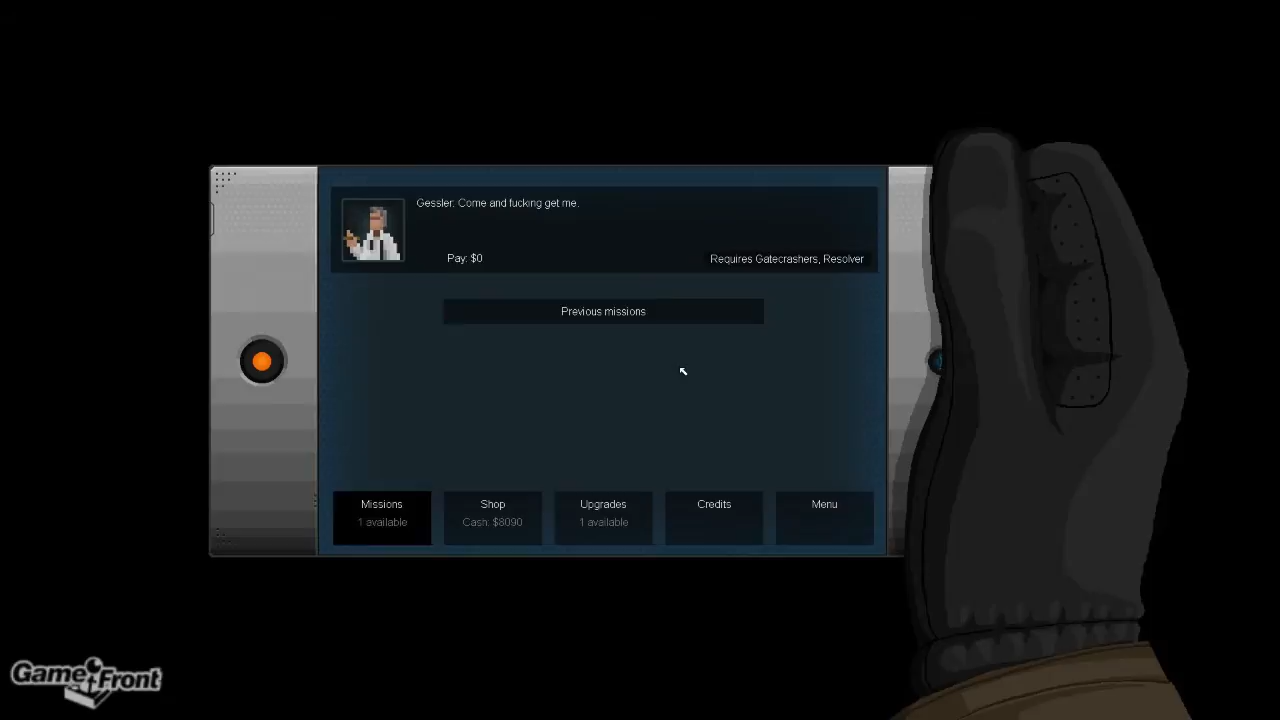 Gessler: Come and fucking get me.
Pay: $0
Requires Gatecrashers, Resolver
Previous missions
Missions
1 available
Shop
Cash: $8090
Upgrades
1 available
Credits
Menu
GameFront